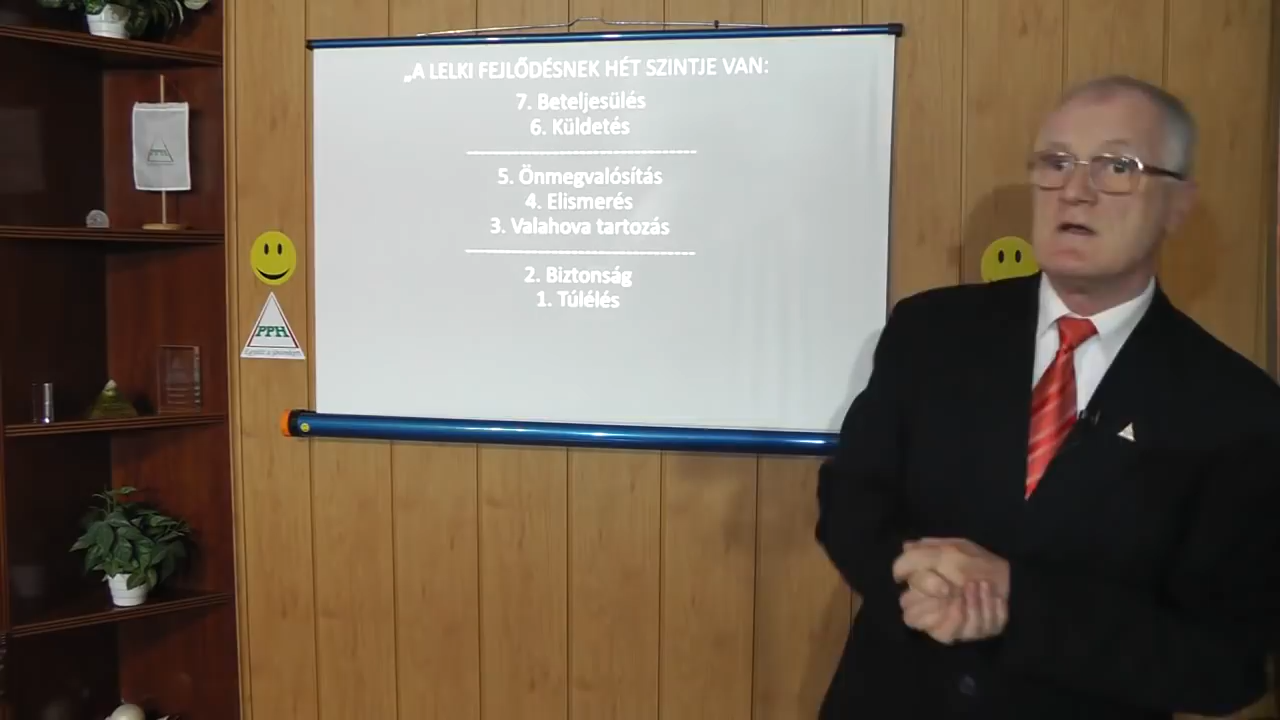 „A LELKI FEJLŐDÉSNEK HÉT SZINTJE VAN:
7. Beteljesülés
6. Küldetés
5. Önmegvalósítás
4. Elismerés
3. Valahova tartozás
2. Biztonság
1. Túlélés
PPH